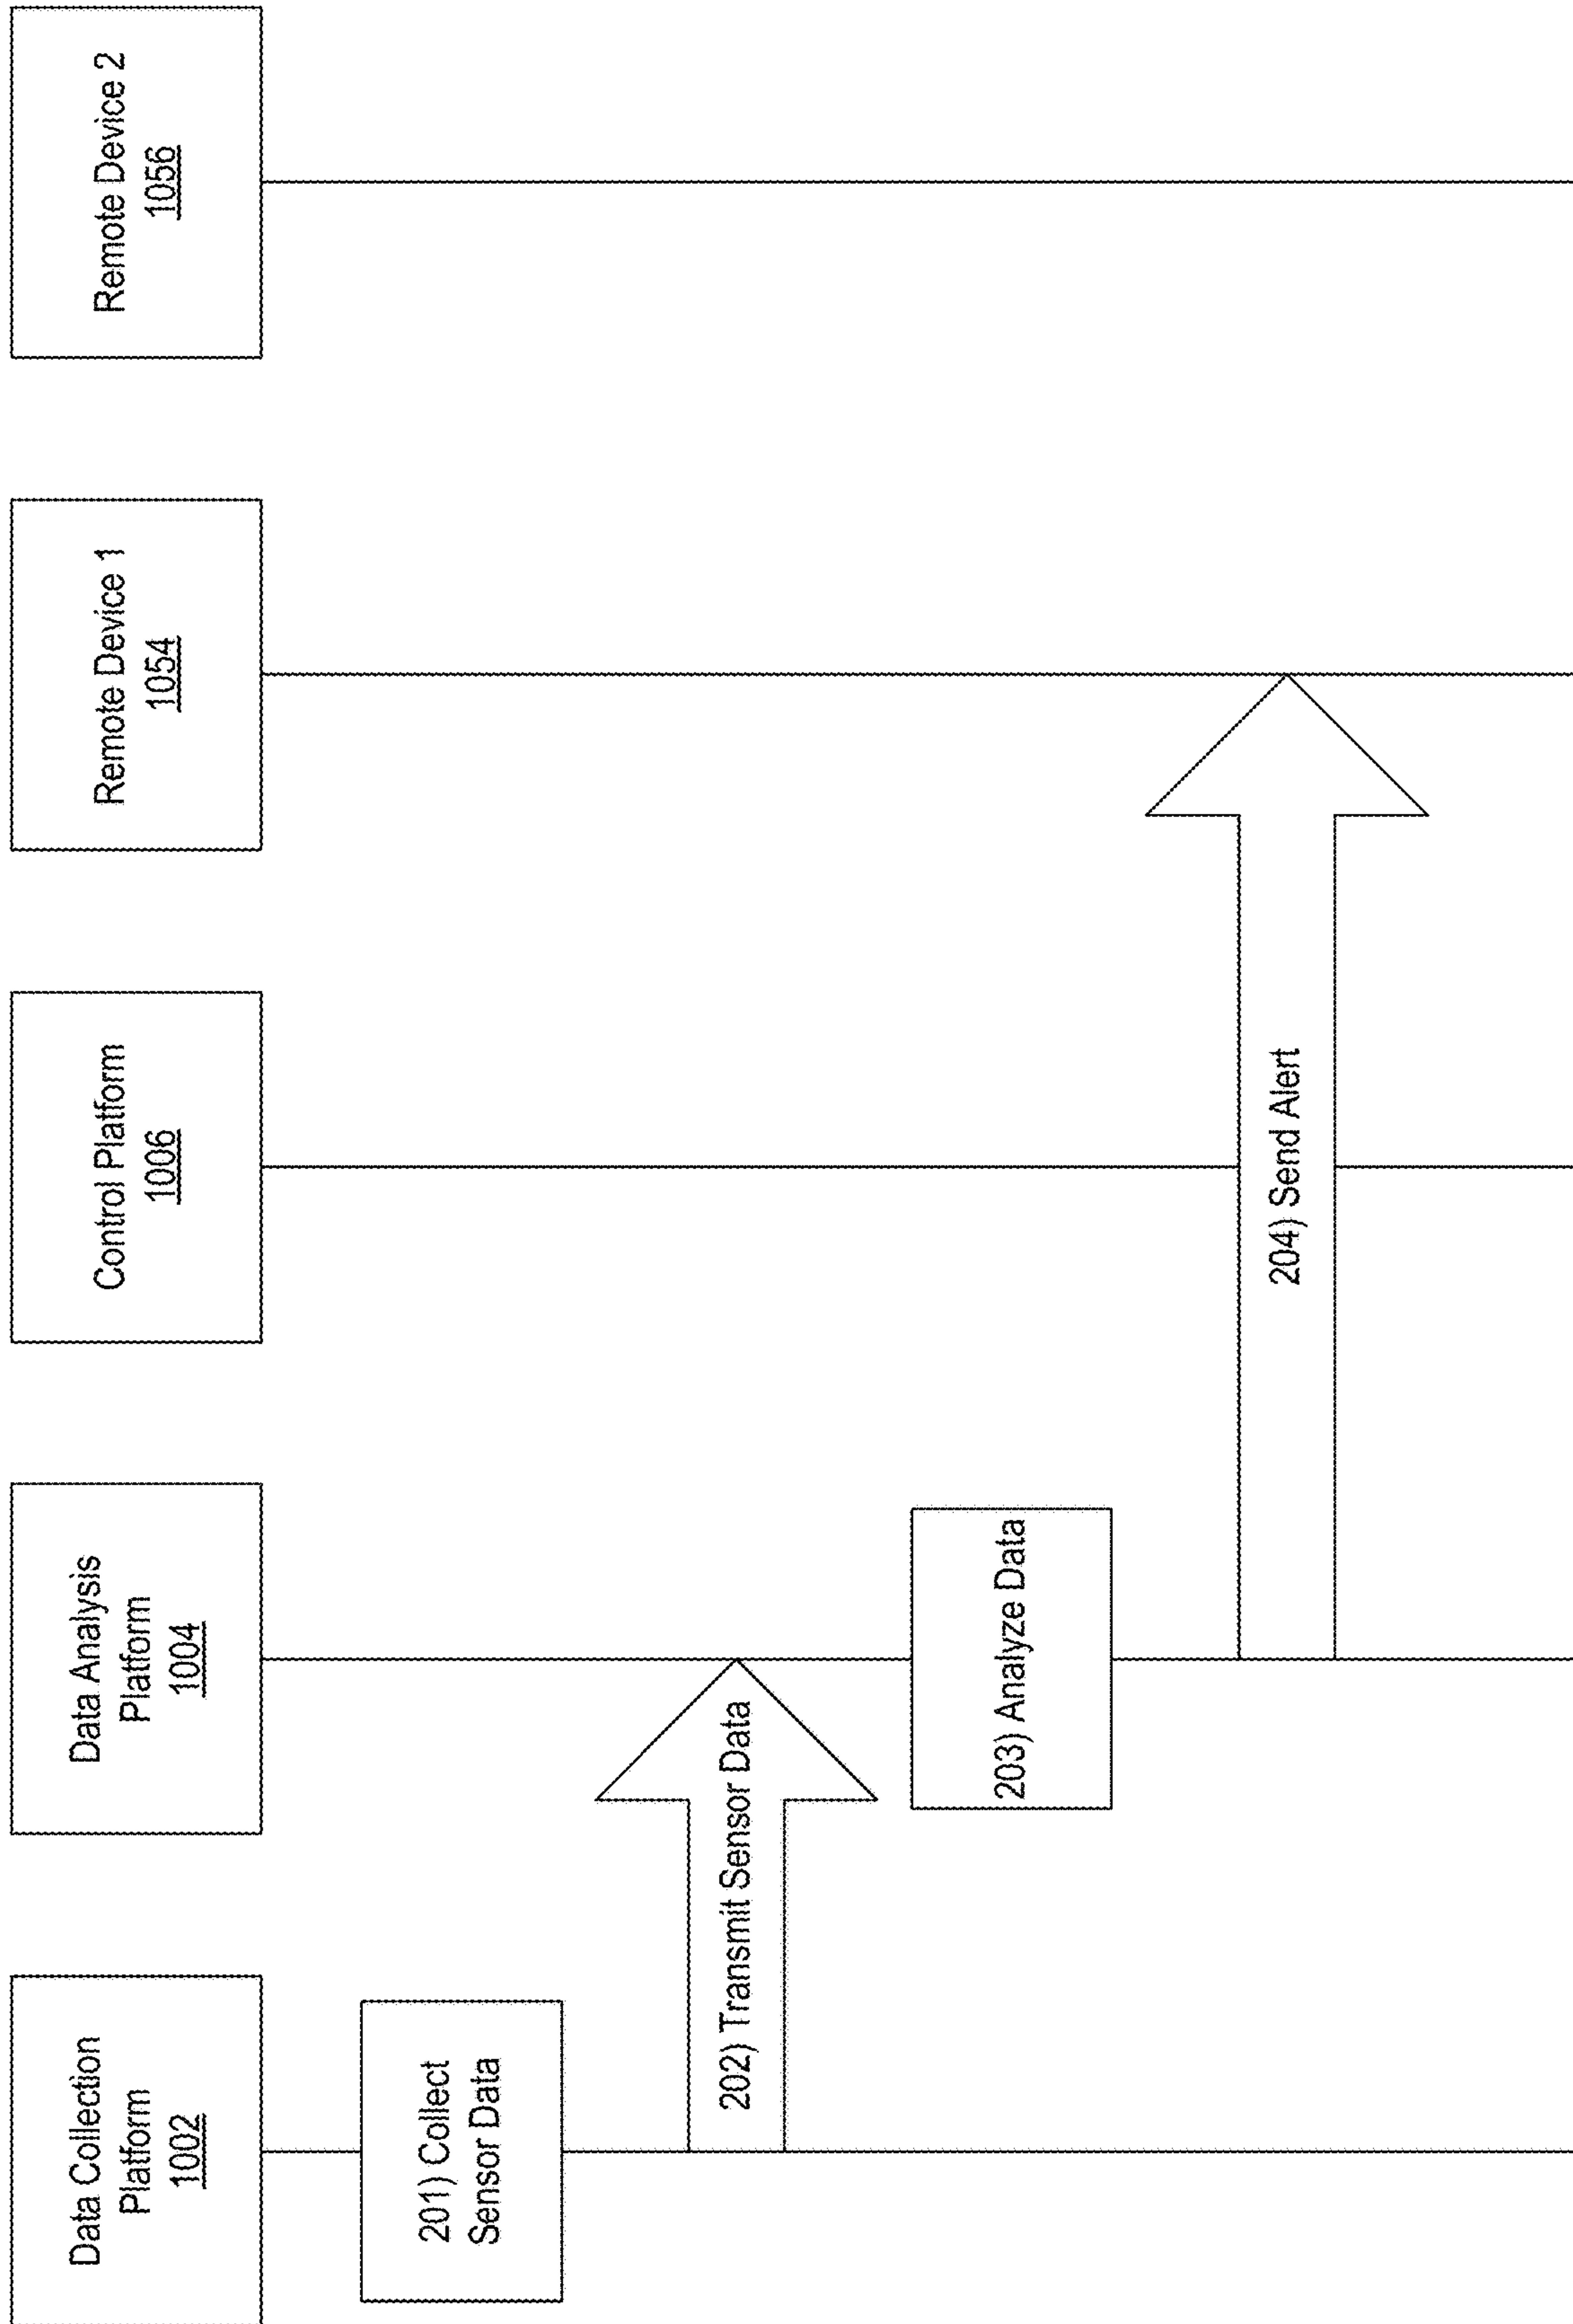 Data Collection
Platform
1002
Data Analysis
Platform
1004
Control Platform
1006
Remote Device 1
1054
Remote Device 2
1056
201) Collect
Sensor Data
202) Transmit Sensor Data
203) Analyze Data
204) Send Alert